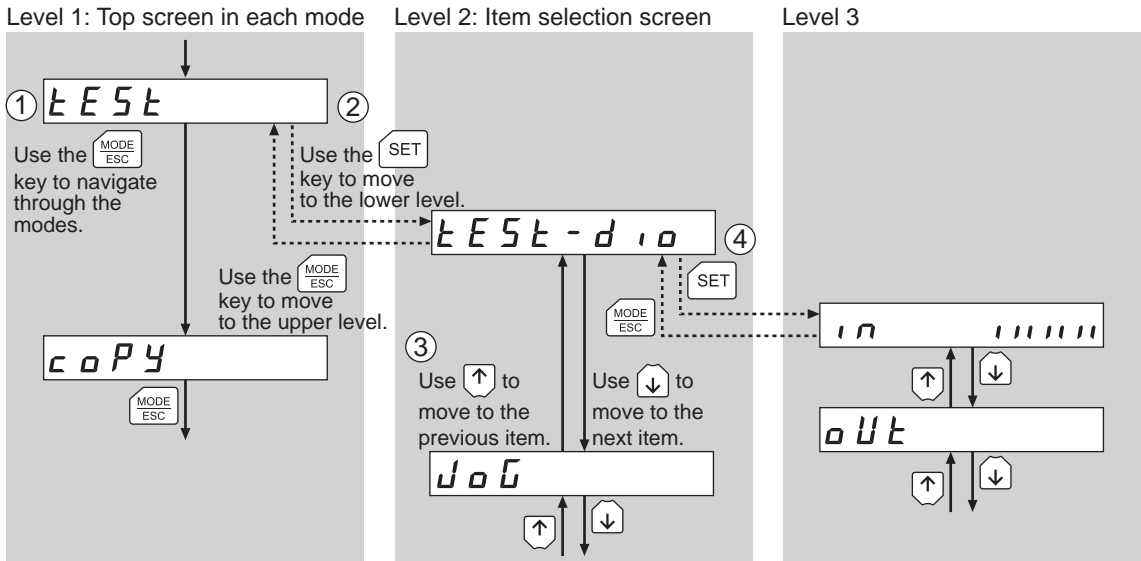 Level 1: Top screen in each mode
Level 2: Item selection screen
Level 3
① tESt ②
Use the MODE/ESC
key to navigate
through the
modes.
Use the SET
key to move
to the lower level.
Use the MODE/ESC
key to move
to the upper level.
coPY
MODE/ESC
tESt-dio ④
SET
MODE/ESC
③
Use ↑ to
move to the
previous item.
Use ↓ to
move to the
next item.
JoG
↑ ↓
in ıııııı
↑ ↓
oUt
↑ ↓